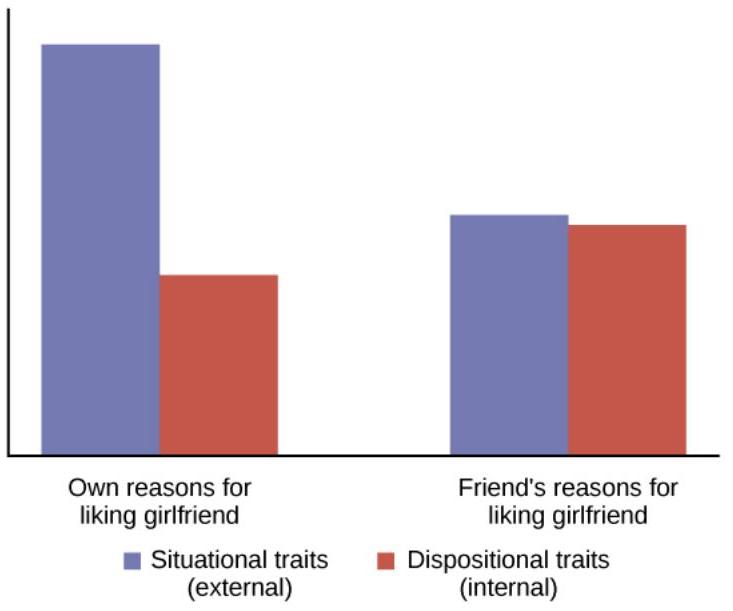 Own reasons for
liking girlfriend
Friend's reasons for
liking girlfriend
Situational traits
(external)
Dispositional traits
(internal)